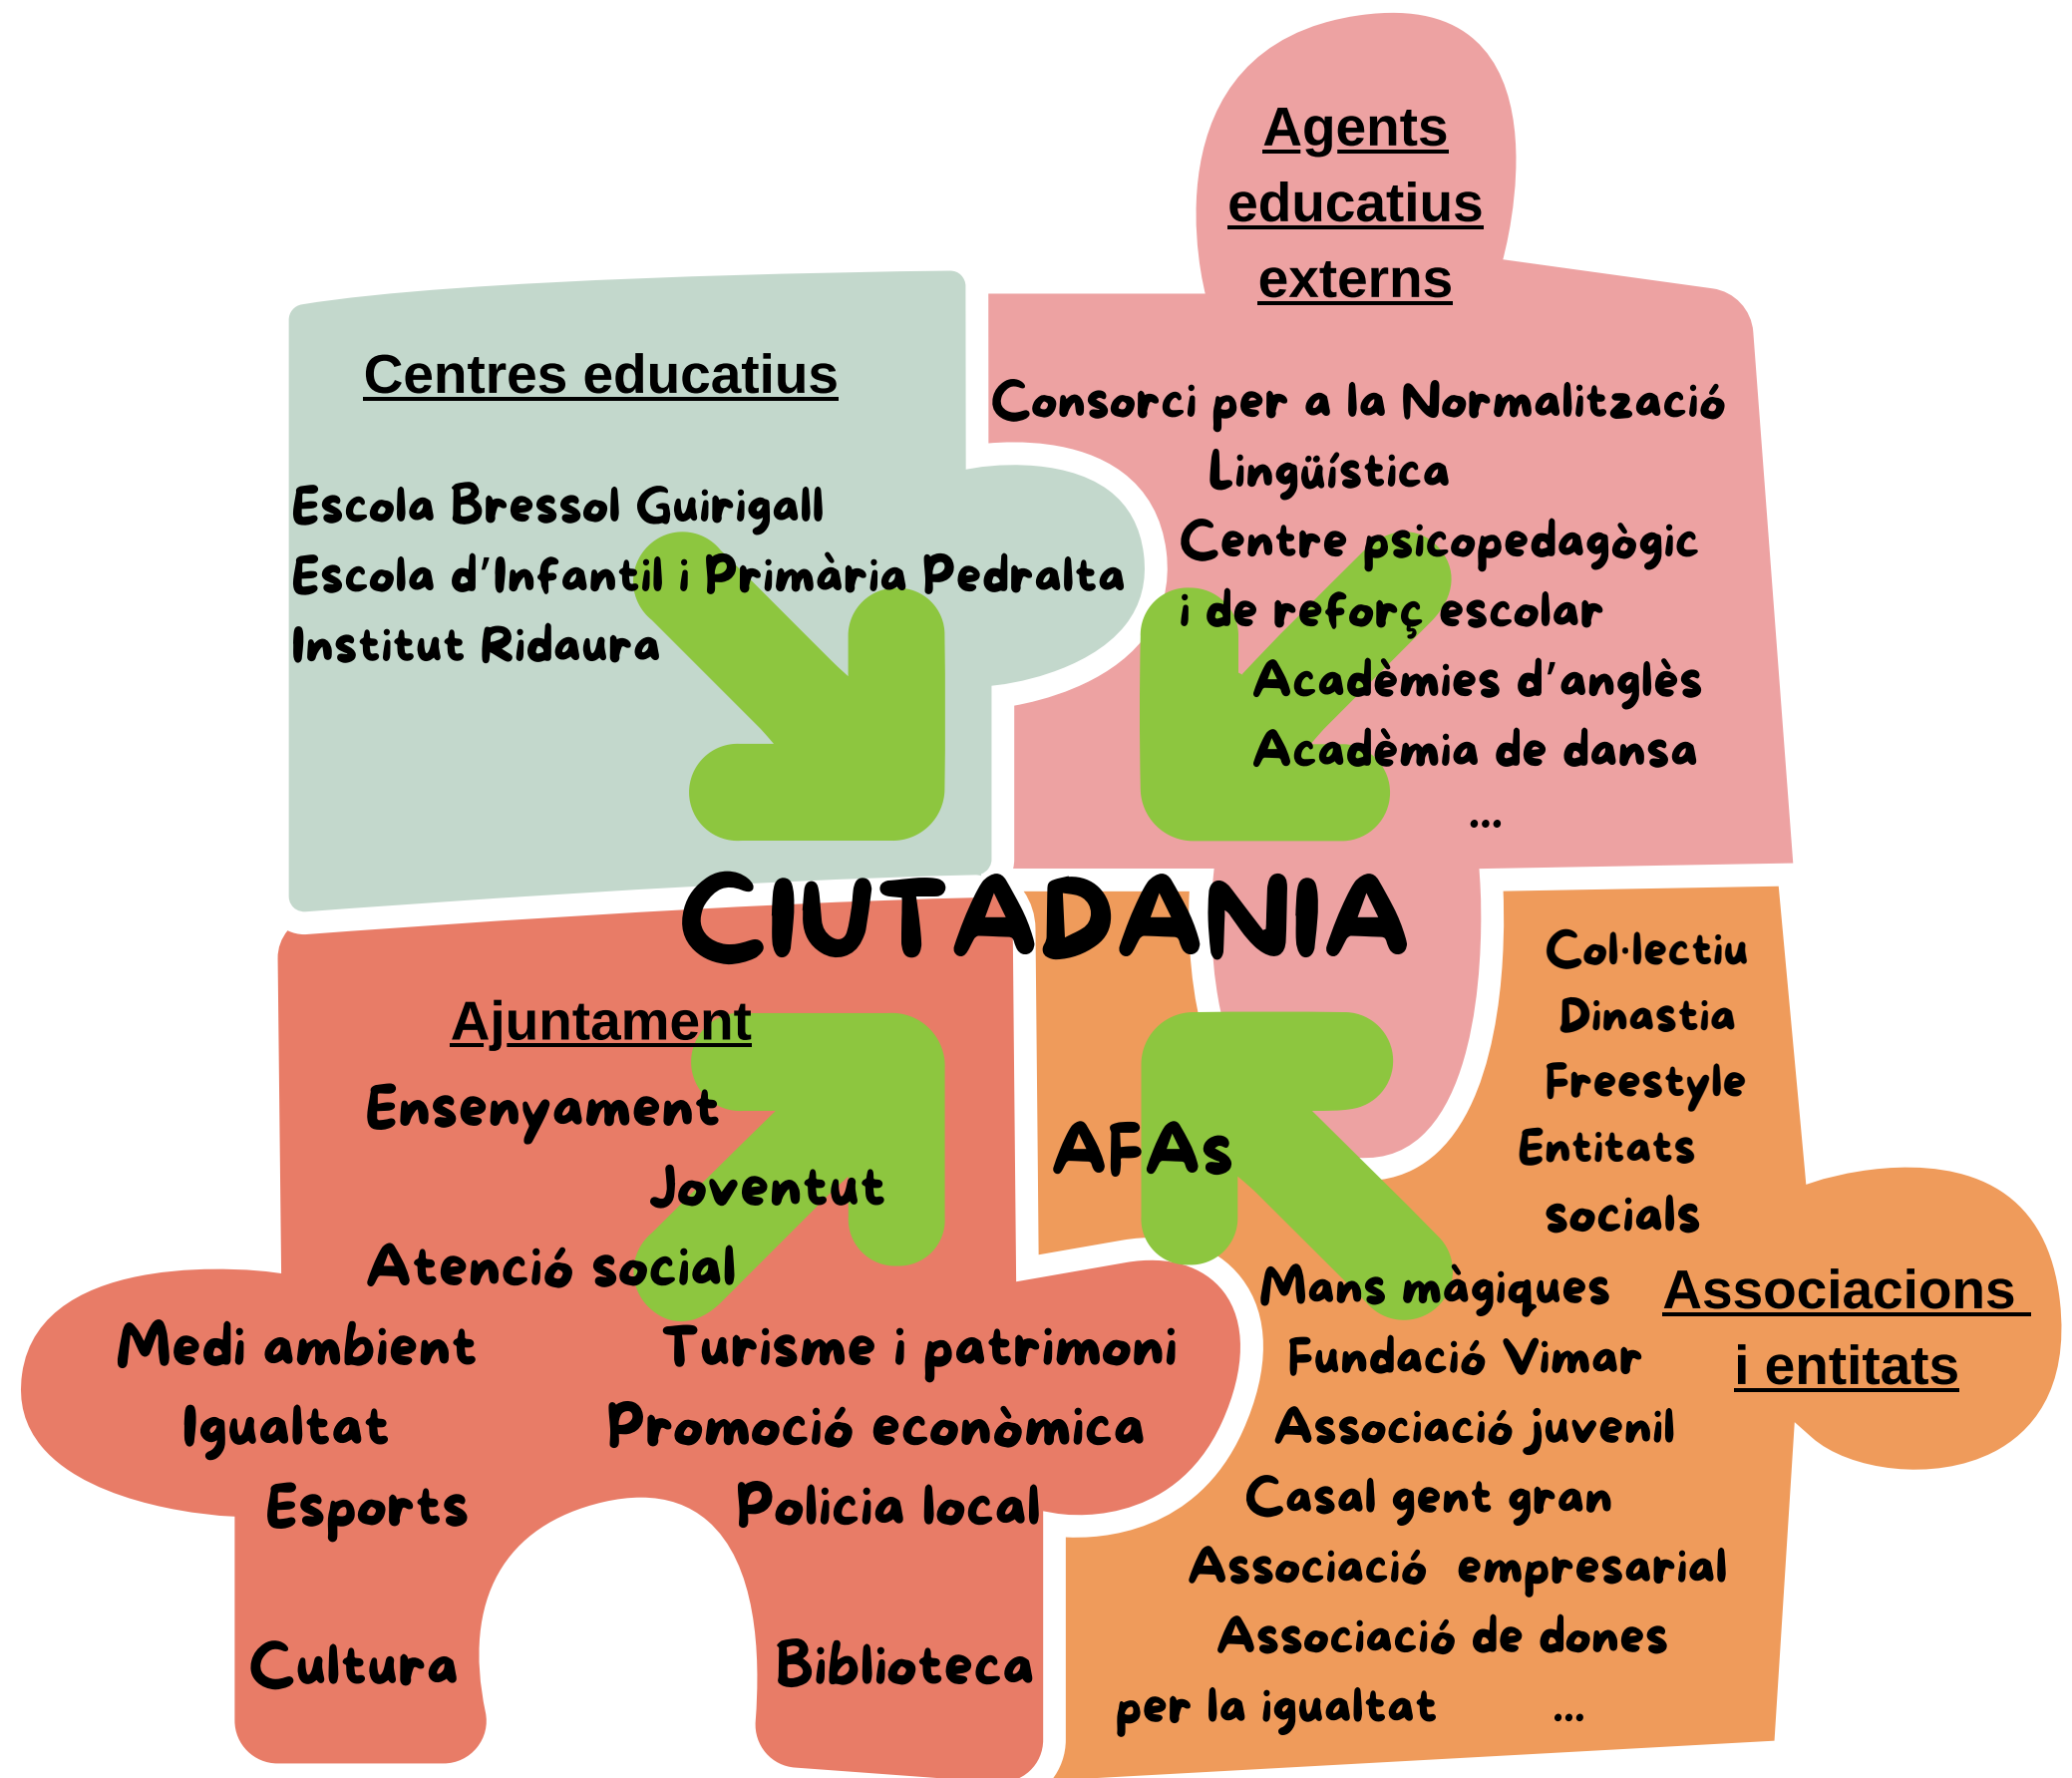 Agents
educatius
externs
Centres educatius
Escola Bressol Guirigall
Escola d'Infantil i Primària Pedralta
Institut Ridaura
Consorci per a la Normalització
Lingüística
Centre psicopedagògic
i de reforç escolar
Acadèmies d'anglès
Acadèmia de dansa
...
CIUTADANIA
Ajuntament
Ensenyament
Joventut
Atenció social
Medi ambient
Turisme i patrimoni
Igualtat
Promoció econòmica
Esports
Policia local
Cultura
Biblioteca
AFAs
Col·lectiu
Dinastia
Freestyle
Entitats
socials
Mans màgiques
Fundació Vimar
Associació juvenil
Casal gent gran
Associació empresarial
Associació de dones
per la igualtat ...
Associacions
i entitats